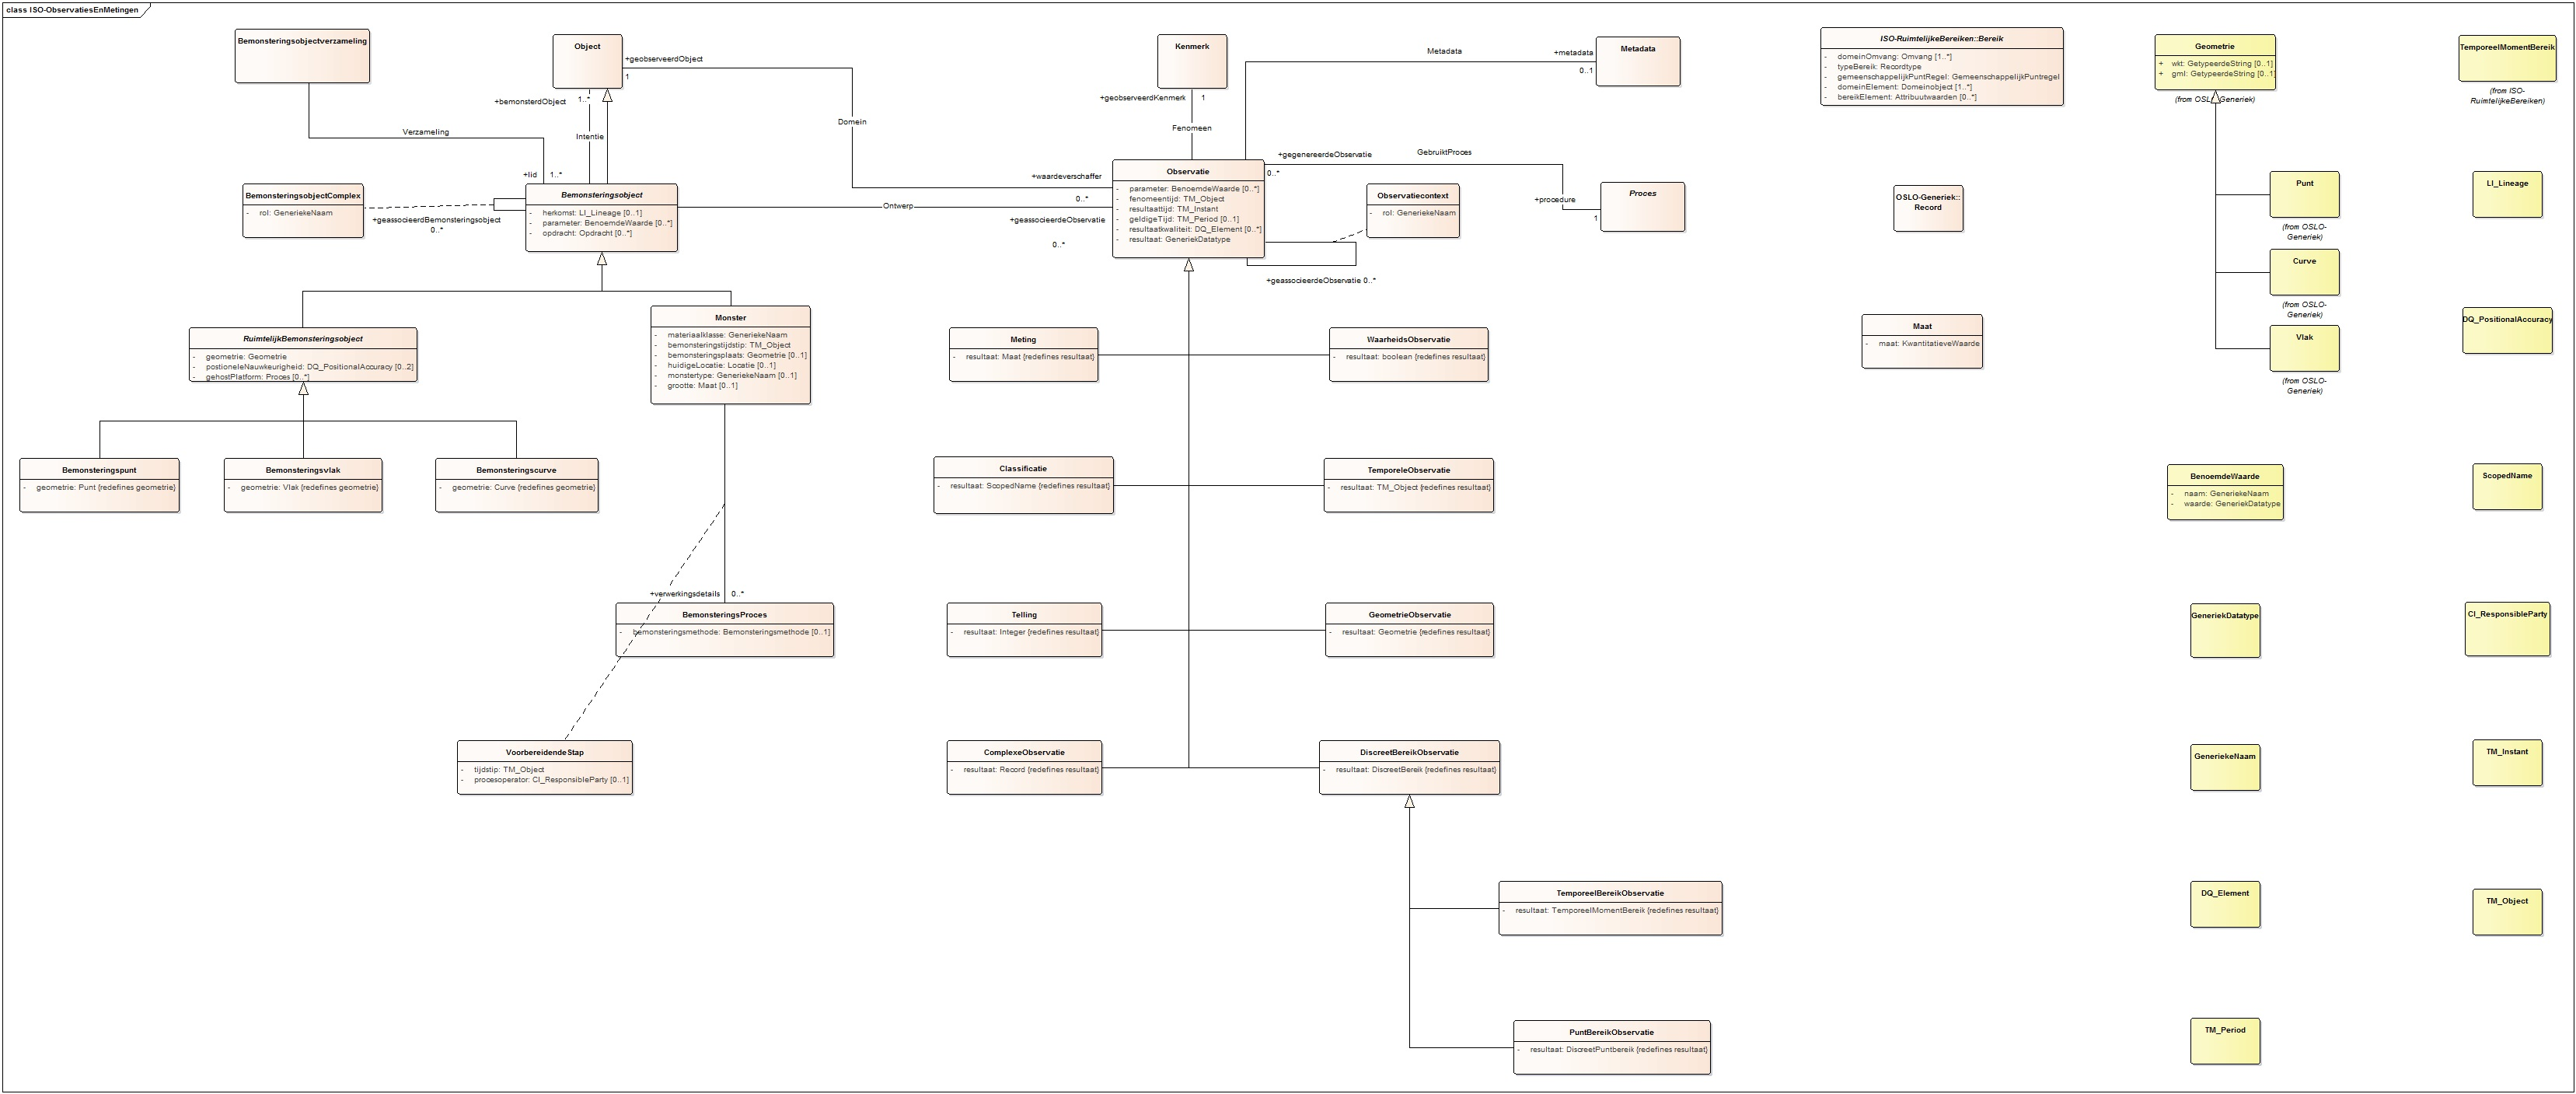 class ISO-ObservatiesEnMetingen
Bemonsteringsobjectverzameling
Object
+geobserveerdObject
1
+bemonsterdObject
1..*
Intentie
Verzameling
+lid
1..*
Domein
+waardeverschaffer
0..*
Kenmerk
+geobserveerdKenmerk
1
Fenomeen
Metadata
+metadata
0..1
Metadata
BemonsteringsobjectComplex
- rol: GeneriekeNaam
+geassocieerdBemonsteringsobject
0..*
Bemonsteringsobject
- herkomst: LI_Lineage [0..1]
- parameter: BenoemdeWaarde [0..*]
- opdracht: Opdracht [0..*]
Ontwerp
+geassocieerdeObservatie
0..*
Observatie
- parameter: BenoemdeWaarde [0..*]
- fenomeentijd: TM_Object
- resultaattijd: TM_Instant
- geldigeTijd: TM_Period [0..1]
- resultaatkwaliteit: DQ_Element [0..*]
- resultaat: GeneriekDatatype
+gegenereerdeObservatie
0..*
GebruiktProces
+procedure
1
Observatiecontext
- rol: GeneriekeNaam
+geassocieerdeObservatie 0..*
Proces
RuimtelijkBemonsteringsobject
- geometrie: Geometrie
- postioneleNauwkeurigheid: DQ_PositionalAccuracy [0..2]
- gehostPlatform: Proces [0..*]
Monster
- materiaalklasse: GeneriekeNaam
- bemonsteringstijdstip: TM_Object
- bemonsteringsplaats: Geometrie [0..1]
- huidigeLocatie: Locatie [0..1]
- monstertype: GeneriekeNaam [0..1]
- grootte: Maat [0..1]
Bemonsteringspunt
- geometrie: Punt {redefines geometrie}
Bemonsteringsvlak
- geometrie: Vlak {redefines geometrie}
Bemonsteringscurve
- geometrie: Curve {redefines geometrie}
+verwerkingsdetails
0..*
BemonsteringsProces
- bemonsteringsmethode: Bemonsteringsmethode [0..1]
VoorbereidendeStap
- tijdstip: TM_Object
- procesoperator: CI_ResponsibleParty [0..1]
Meting
- resultaat: Maat {redefines resultaat}
WaarheidsObservatie
- resultaat: boolean {redefines resultaat}
Classificatie
- resultaat: ScopedName {redefines resultaat}
TemporeleObservatie
- resultaat: TM_Object {redefines resultaat}
Telling
- resultaat: Integer {redefines resultaat}
GeometrieObservatie
- resultaat: Geometrie {redefines resultaat}
ComplexeObservatie
- resultaat: Record {redefines resultaat}
DiscreetBereikObservatie
- resultaat: DiscreetBereik {redefines resultaat}
TemporeelBereikObservatie
- resultaat: TemporeelMomentBereik {redefines resultaat}
PuntBereikObservatie
- resultaat: DiscreetPuntbereik {redefines resultaat}
ISO-RuimtelijkeBereiken::Bereik
- domeinOmvang: Omvang [1..*]
- typeBereik: Recordtype
- gemeenschappelijkPuntRegel: GemeenschappelijkPuntregel
- domeinElement: Domeinobject [1..*]
- bereikElement: Attribuutwaarden [0..*]
OSLO-Generiek::
Record
Maat
- maat: KwantitatieveWaarde
Geometrie
+ wkt: GetypeerdeString [0..1]
+ gml: GetypeerdeString [0..1]
(from OSLO-Generiek)
Punt
(from OSLO-
Generiek)
Curve
(from OSLO-
Generiek)
Vlak
(from OSLO-
Generiek)
BenoemdeWaarde
- naam: GeneriekeNaam
- waarde: GeneriekDatatype
GeneriekDatatype
GeneriekeNaam
DQ_Element
TM_Period
TemporeelMomentBereik
(from ISO-
RuimtelijkeBereiken)
LI_Lineage
DQ_PositionalAccuracy
ScopedName
CI_ResponsibleParty
TM_Instant
TM_Object